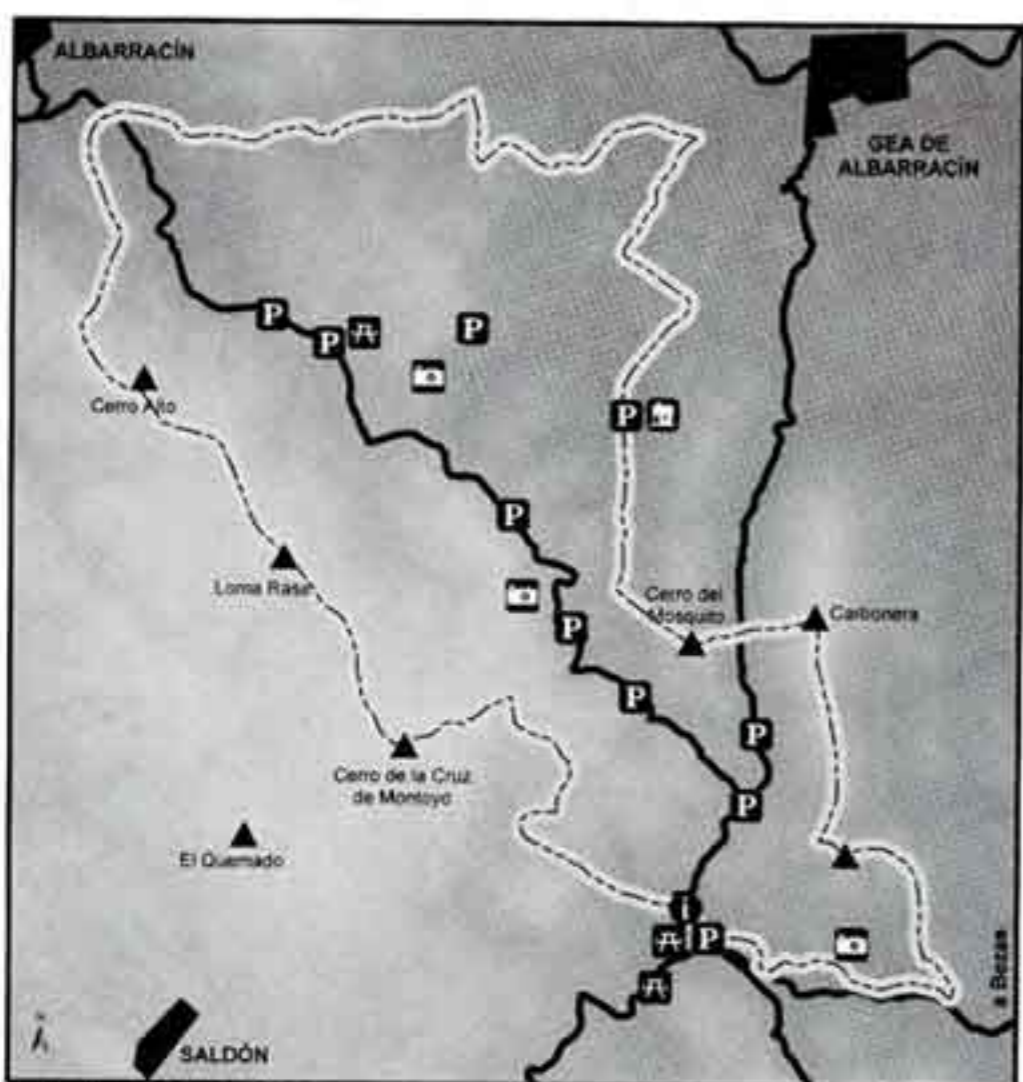 ALBARRACÍN
GEA DE
ALBARRACÍN
P
P
P
P
Cerro Alto
P
Loma Rasa
Cerro del
Mosquito
Carbonera
P
P
P
P
Cerro de la Cruz
de Montoyo
El Quemado
i
P
a Bezas
SALDÓN